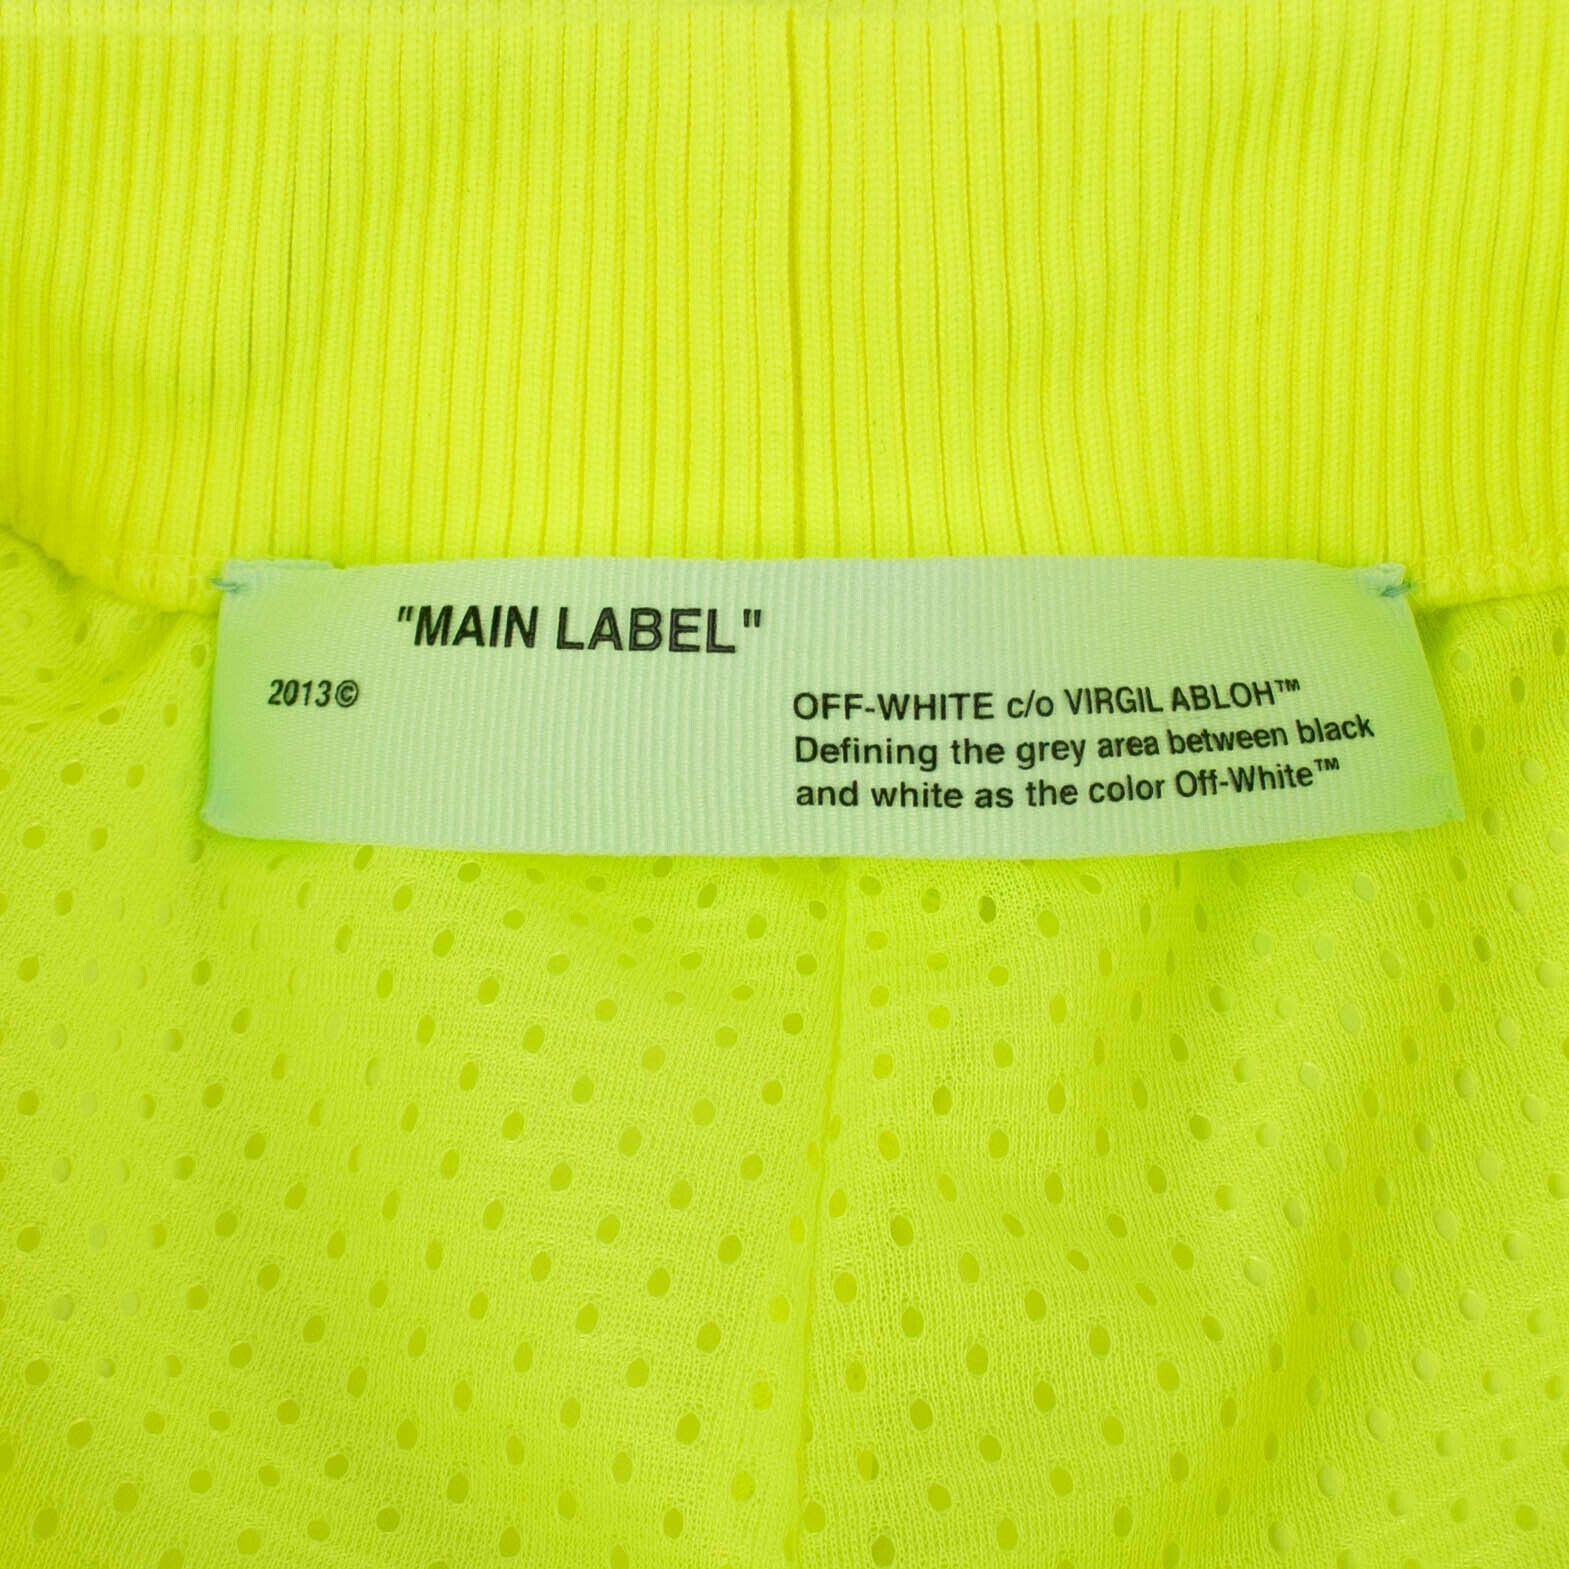 "MAIN LABEL"
2013©
OFF-WHITE c/o VIRGIL ABLOH™
Defining the grey area between black
and white as the color Off-White™